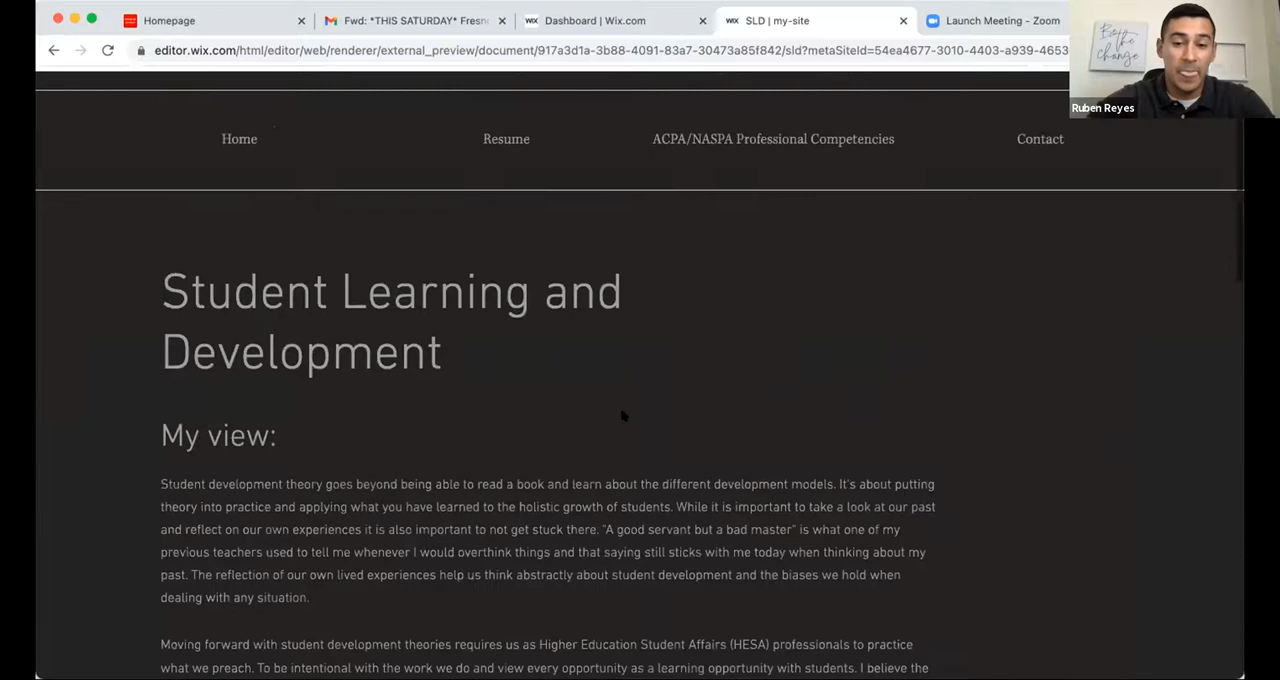 Homepage
Fwd: *THIS SATURDAY* Fresn
WIX Dashboard | Wix.com
WIX SLD | my-site
Launch Meeting - Zoom
editor.wix.com/html/editor/web/renderer/external_preview/document/917a3d1a-3b88-4091-83a7-30473a85f842/sld?metaSiteId=54ea4677-3010-4403-a939-4653
Be the
change
Ruben Reyes
Home
Resume
ACPA/NASPA Professional Competencies
Contact
Student Learning and
Development
My view:
Student development theory goes beyond being able to read a book and learn about the different development models. It's about putting
theory into practice and applying what you have learned to the holistic growth of students. While it is important to take a look at our past
and reflect on our own experiences it is also important to not get stuck there. "A good servant but a bad master" is what one of my
previous teachers used to tell me whenever I would overthink things and that saying still sticks with me today when thinking about my
past. The reflection of our own lived experiences help us think abstractly about student development and the biases we hold when
dealing with any situation.
Moving forward with student development theories requires us as Higher Education Student Affairs (HESA) professionals to practice
what we preach. To be intentional with the work we do and view every opportunity as a learning opportunity with students. I believe the